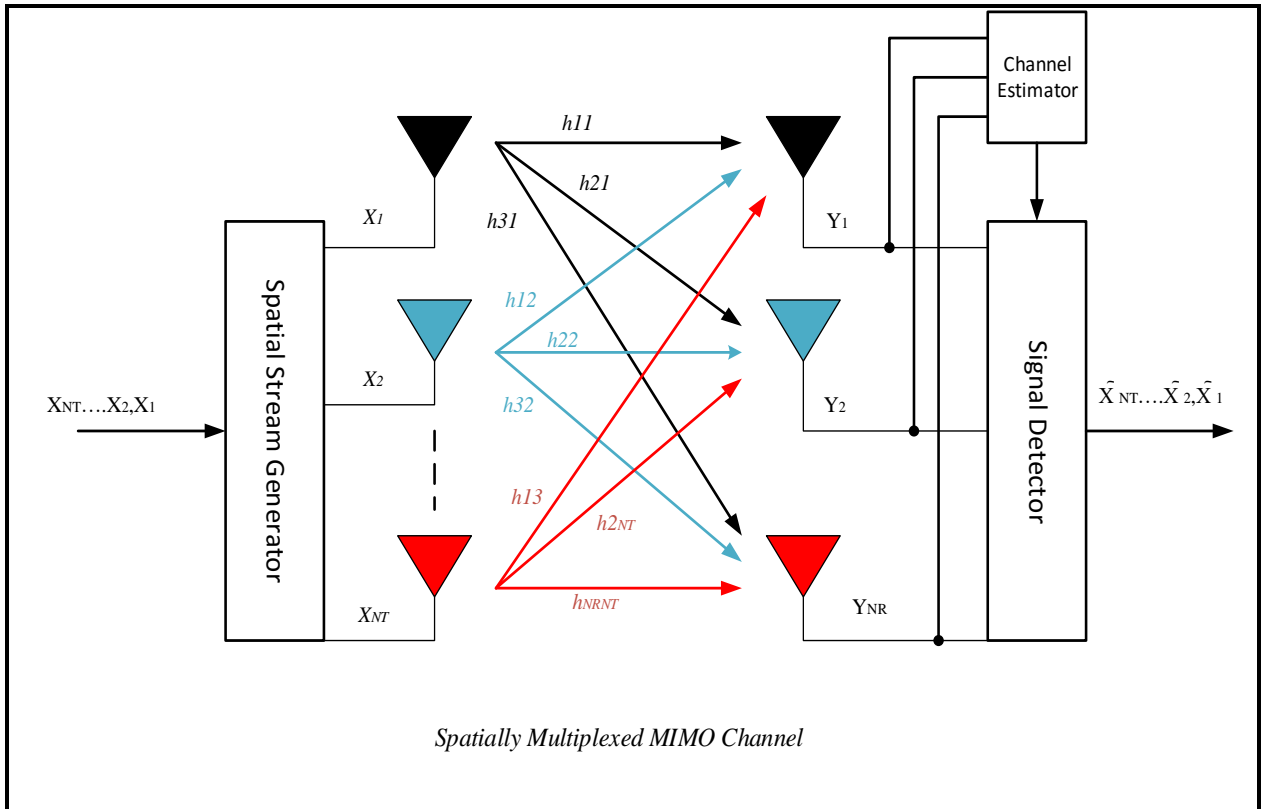 Channel
Estimator
h11
h21
h31
X1
Y1
h12
h22
h32
X2
Y2
Spatial Stream Generator
XNT....X2,X1
Signal Detector
X̄ NT....X̄ 2,X̄ 1
h13
h2NT
hNRNT
XNT
YNR
Spatially Multiplexed MIMO Channel